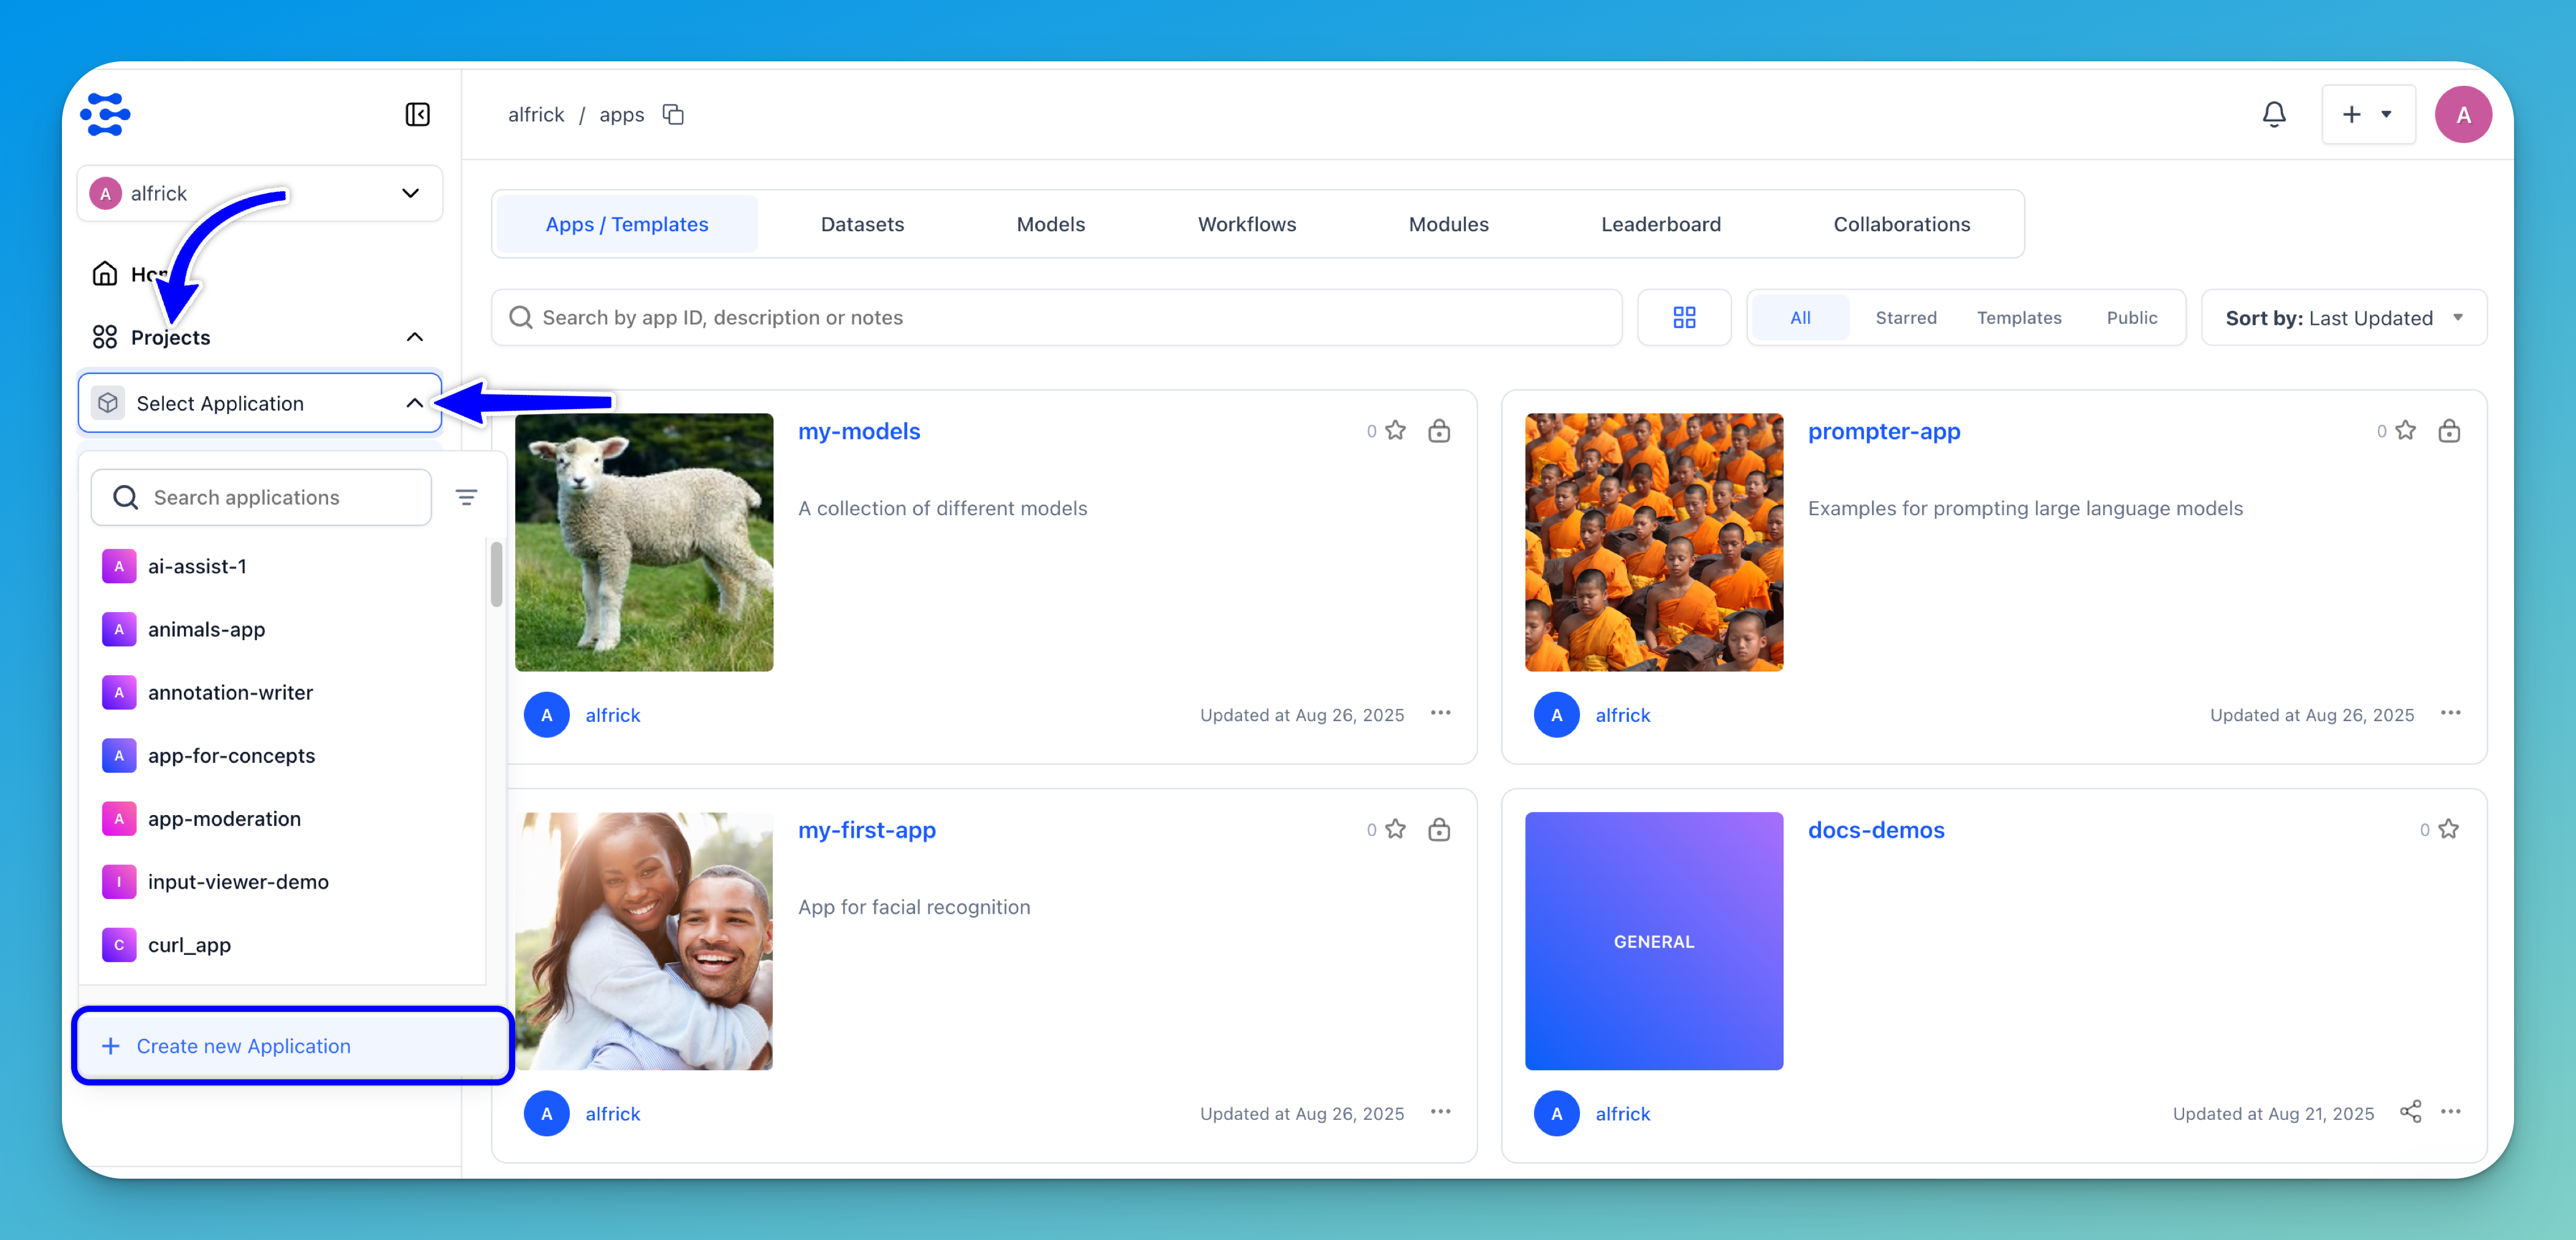 alfrick / apps
A
A alfrick
Home
Projects
Select Application
Search applications
A ai-assist-1
A animals-app
A annotation-writer
A app-for-concepts
A app-moderation
I input-viewer-demo
C curl_app
+ Create new Application
Apps / Templates Datasets Models Workflows Modules Leaderboard Collaborations
Search by app ID, description or notes
All Starred Templates Public
Sort by: Last Updated
my-models 0
A collection of different models
A alfrick Updated at Aug 26, 2025 ...
prompter-app 0
Examples for prompting large language models
A alfrick Updated at Aug 26, 2025 ...
my-first-app 0
App for facial recognition
A alfrick Updated at Aug 26, 2025 ...
docs-demos 0
GENERAL
A alfrick Updated at Aug 21, 2025 ...